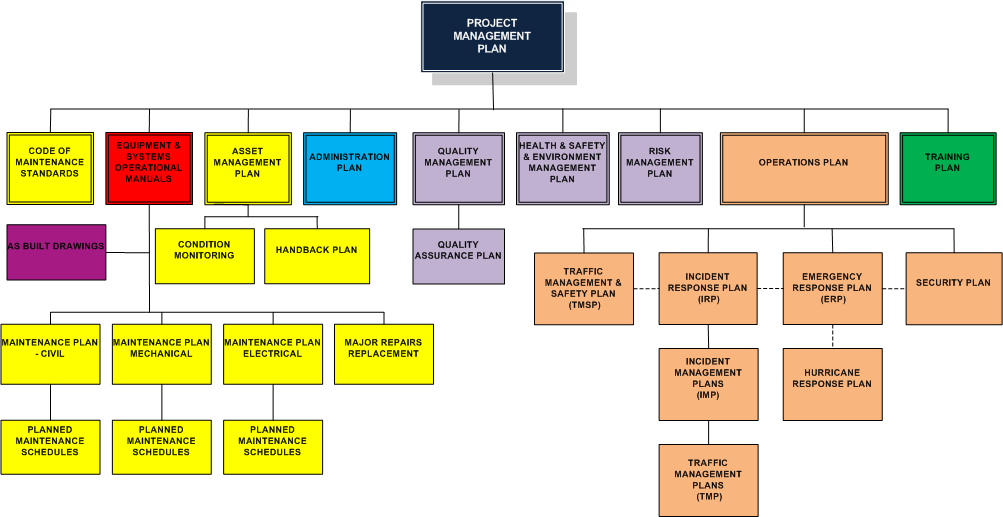 PROJECT
MANAGEMENT
PLAN
CODE OF
MAINTENANCE
STANDARDS
EQUIPMENT &
SYSTEMS
OPERATIONAL
MANUALS
ASSET
MANAGEMENT
PLAN
ADMINISTRATION
PLAN
QUALITY
MANAGEMENT
PLAN
HEALTH & SAFETY
& ENVIRONMENT
MANAGEMENT
PLAN
RISK
MANAGEMENT
PLAN
OPERATIONS PLAN
TRAINING
PLAN
AS BUILT DRAWINGS
CONDITION
MONITORING
HANDBACK PLAN
QUALITY
ASSURANCE PLAN
TRAFFIC
MANAGEMENT &
SAFETY PLAN
(TMSP)
INCIDENT
RESPONSE PLAN
(IRP)
EMERGENCY
RESPONSE PLAN
(ERP)
SECURITY PLAN
MAINTENANCE PLAN
- CIVIL
MAINTENANCE PLAN
MECHANICAL
MAINTENANCE PLAN
ELECTRICAL
MAJOR REPAIRS
REPLACEMENT
INCIDENT
MANAGEMENT
PLANS
(IMP)
HURRICANE
RESPONSE PLAN
PLANNED
MAINTENANCE
SCHEDULES
PLANNED
MAINTENANCE
SCHEDULES
PLANNED
MAINTENANCE
SCHEDULES
TRAFFIC
MANAGEMENT
PLANS
(TMP)